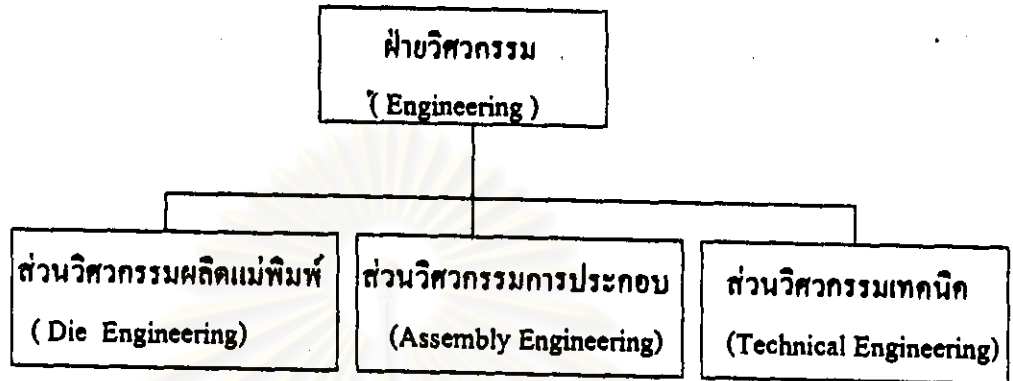 ฝ่ายวิศวกรรม
( Engineering )
ส่วนวิศวกรรมผลิตแม่พิมพ์
( Die Engineering)
ส่วนวิศวกรรมการประกอบ
(Assembly Engineering)
ส่วนวิศวกรรมเทคนิค
(Technical Engineering)